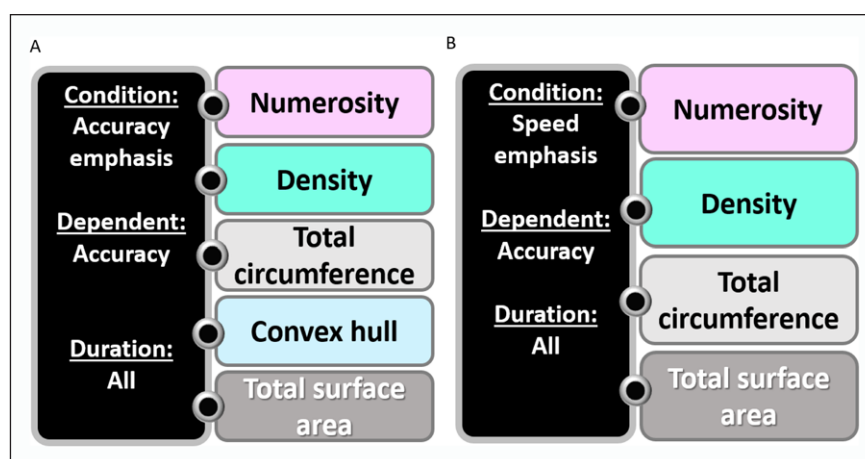 A
Condition:
Accuracy
emphasis
Dependent:
Accuracy
Duration:
All
Numerosity
Density
Total
circumference
Convex hull
Total surface
area
B
Condition:
Speed
emphasis
Dependent:
Accuracy
Duration:
All
Numerosity
Density
Total
circumference
Total surface
area